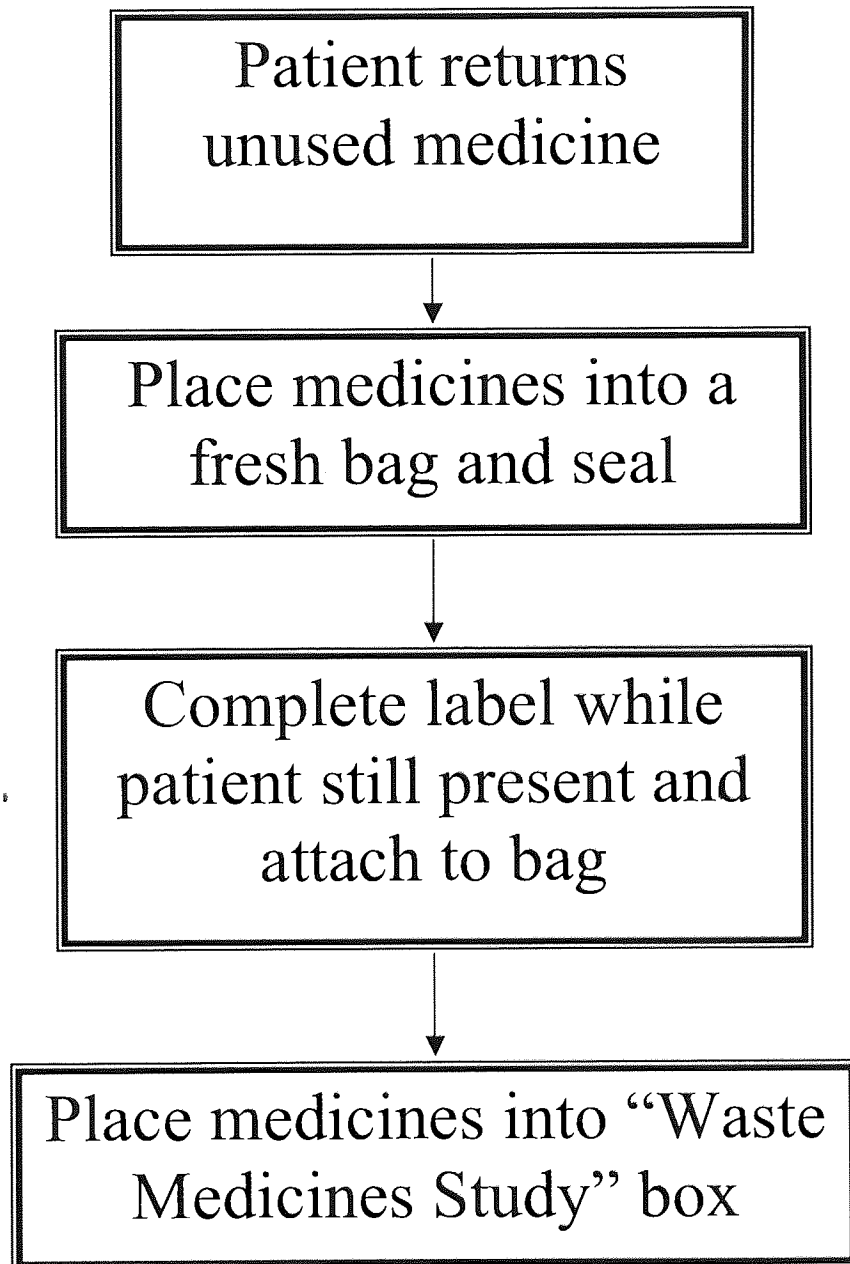 Patient returns
unused medicine
Place medicines into a
fresh bag and seal
Complete label while
patient still present and
attach to bag
Place medicines into “Waste
Medicines Study” box